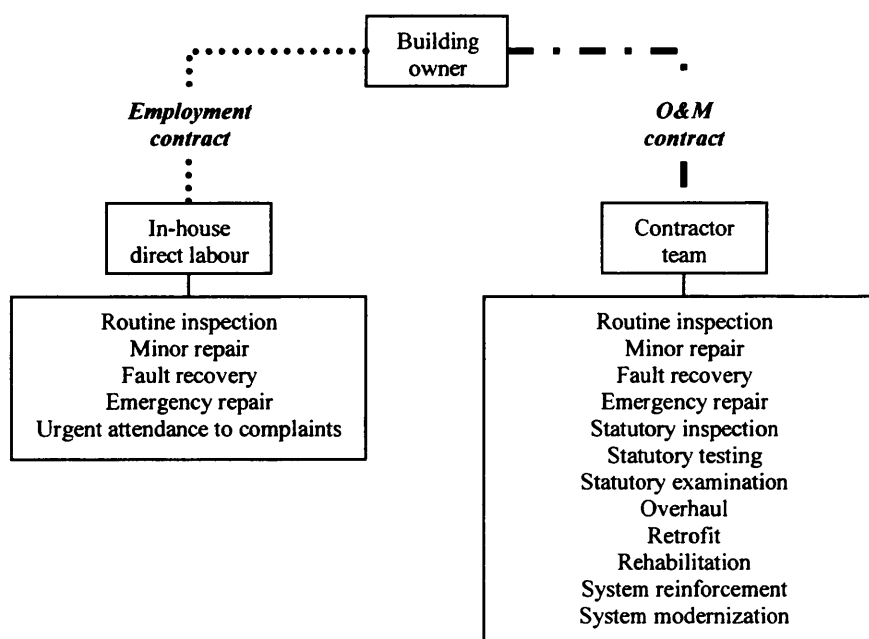 Building
owner
Employment
contract
O&M
contract
In-house
direct labour
Contractor
team
Routine inspection
Minor repair
Fault recovery
Emergency repair
Urgent attendance to complaints
Routine inspection
Minor repair
Fault recovery
Emergency repair
Statutory inspection
Statutory testing
Statutory examination
Overhaul
Retrofit
Rehabilitation
System reinforcement
System modernization